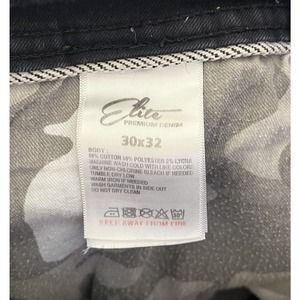 Elite
PREMIUM DENIM
30x32
BODY:
COTTON POLYESTER 2% LYCRA
MACHINE WASH COLD WITH LIKE COLORS
ONLY NON-CHLORINE BLEACH IF NEEDED
TUMBLE DRY LOW
WARM IRON IF NEEDED
WASH GARMENTS IN SIDE OUT
DO NOT DRY CLEAN
KEEP AWAY FROM FIRE